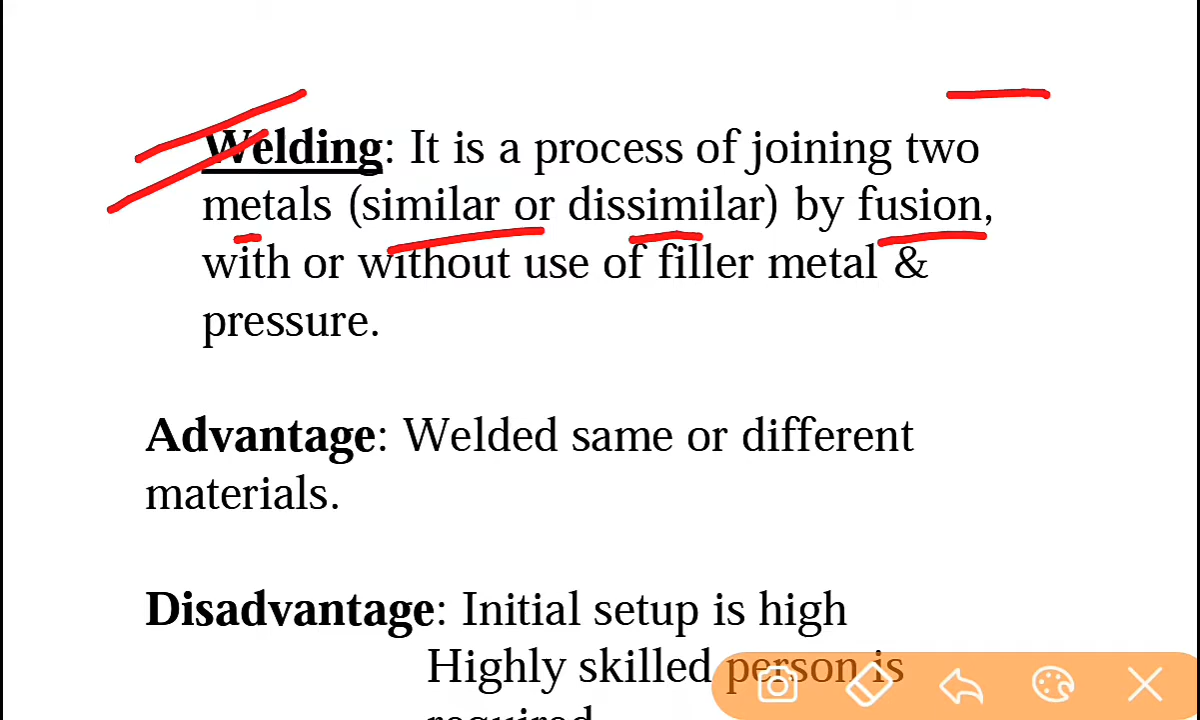 Welding: It is a process of joining two
metals (similar or dissimilar) by fusion,
with or without use of filler metal &
pressure.
Advantage: Welded same or different
materials.
Disadvantage: Initial setup is high
Highly skilled person is
required